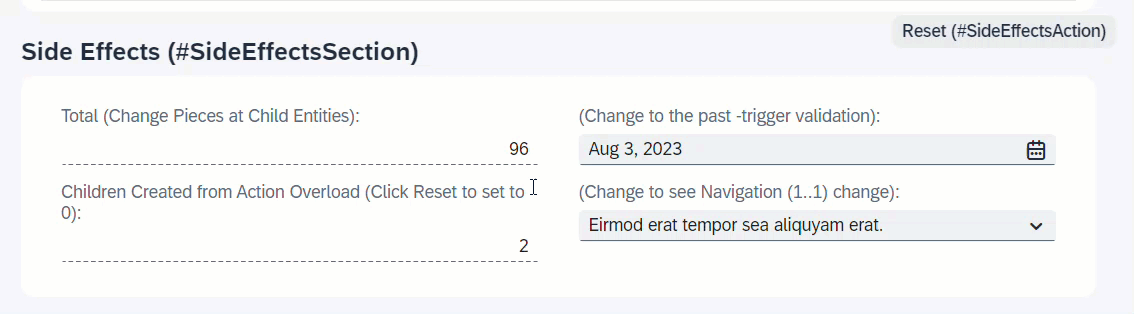 Reset (#SideEffectsAction)
Side Effects (#SideEffectsSection)
Total (Change Pieces at Child Entities):
96
(Change to the past -trigger validation):
Aug 3, 2023
Children Created from Action Overload (Click Reset to set to
0):
2
(Change to see Navigation (1..1) change):
Eirmod erat tempor sea aliquyam erat.